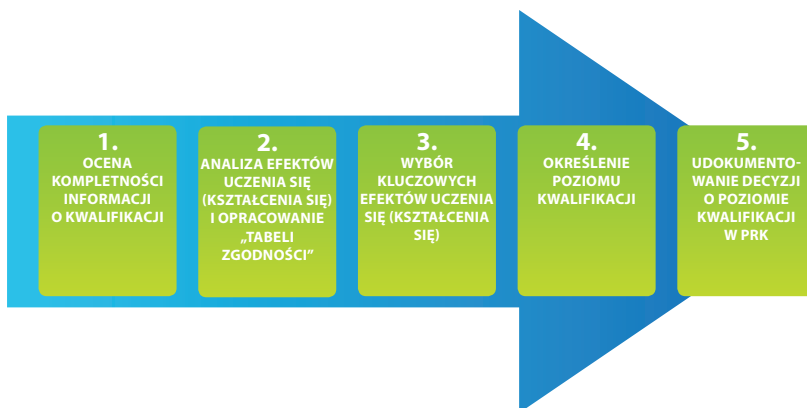 1.
OCENA
KOMPLETNOŚCI
INFORMACJI
O KWALIFIKACJI
2.
ANALIZA EFEKTÓW
UCZENIA SIĘ
(KSZTAŁCENIA SIĘ)
I OPRACOWANIE
„TABELI
ZGODNOŚCI”
3.
WYBÓR
KLUCZOWYCH
EFEKTÓW UCZENIA
SIĘ (KSZTAŁCENIA
SIĘ)
4.
OKREŚLENIE
POZIOMU
KWALIFIKACJI
5.
UDOKUMENTO-
WANIE DECYZJI
O POZIOMIE
KWALIFIKACJI
W PRK